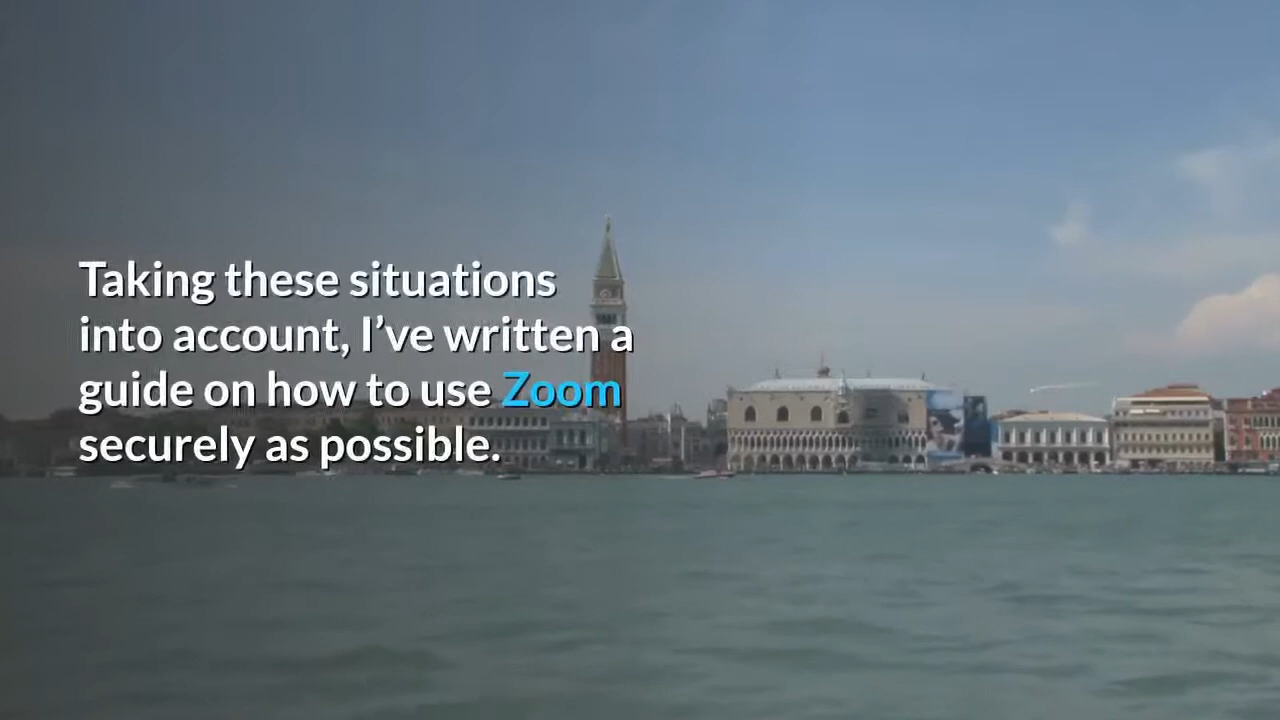 Taking these situations
into account, I’ve written a
guide on how to use Zoom
securely as possible.